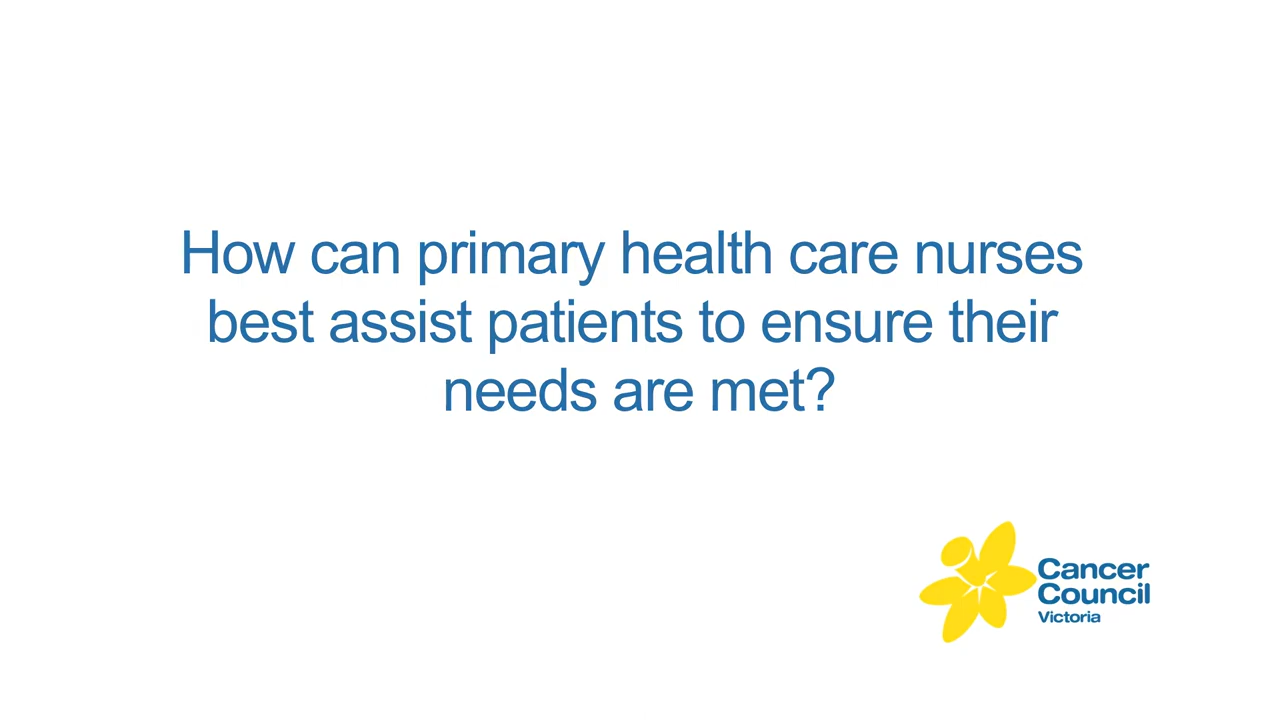 How can primary health care nurses
best assist patients to ensure their
needs are met?
Cancer
Council
Victoria